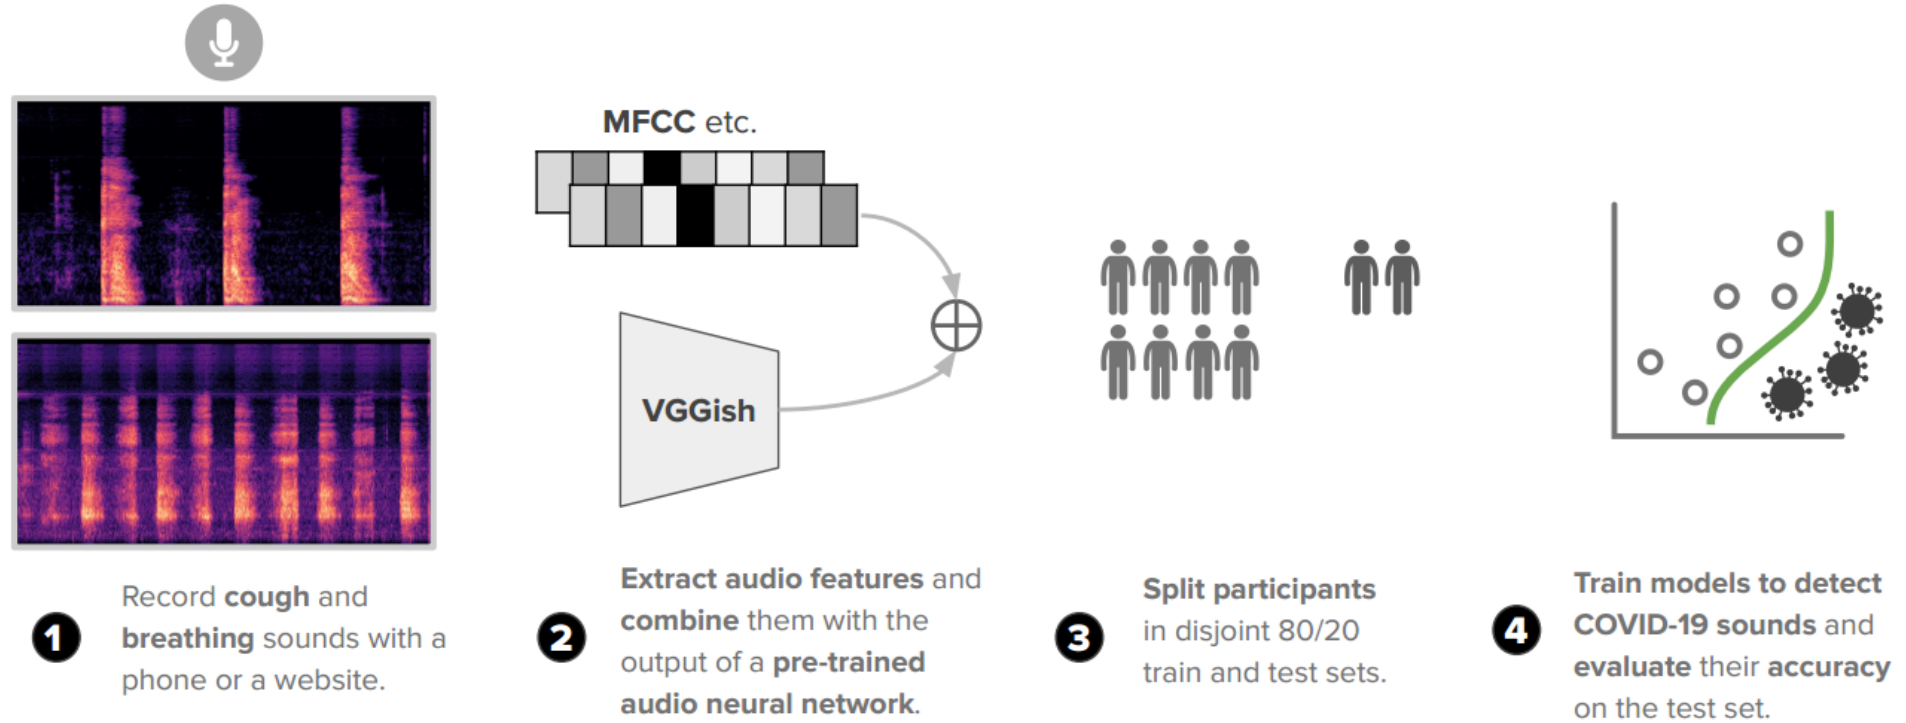 MFCC etc.
VGGish
1
Record cough and
breathing sounds with a
phone or a website.
2
Extract audio features and
combine them with the
output of a pre-trained
audio neural network.
3
Split participants
in disjoint 80/20
train and test sets.
4
Train models to detect
COVID-19 sounds and
evaluate their accuracy
on the test set.